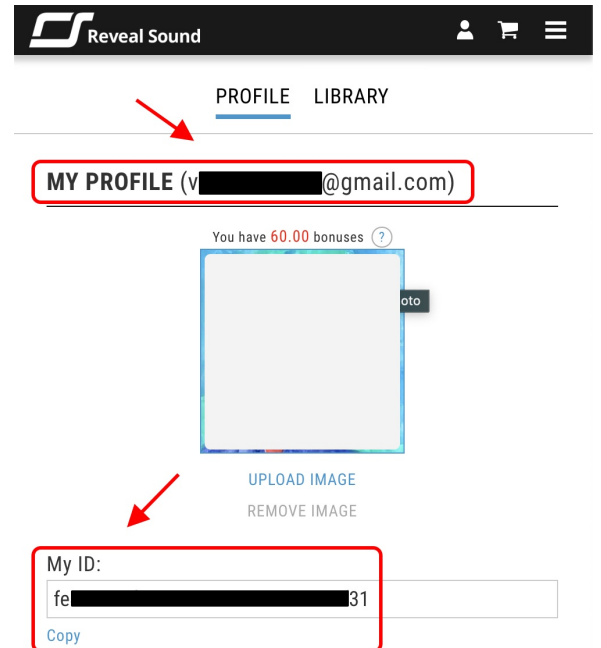 Reveal Sound
PROFILE LIBRARY
MY PROFILE (v @gmail.com)
You have 60.00 bonuses ?
oto
UPLOAD IMAGE
REMOVE IMAGE
My ID:
fe 31
Copy